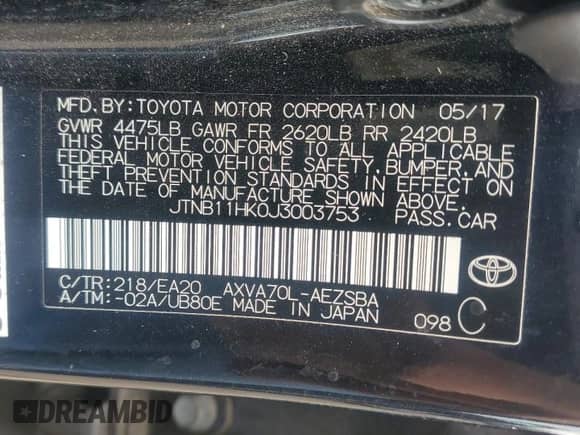 MFD.BY:TOYOTA MOTOR CORPORATION 05/17
GVWR 4475LB GAWR FR 2620LB RR 2420LB
THIS VEHICLE CONFORMS TO ALL APPLICABLE
FEDERAL MOTOR VEHICLE SAFETY,BUMPER,AND
THEFT PREVENTION STANDARDS IN EFFECT ON
THE DATE OF MANUFACTURE SHOWN ABOVE.
JTNB11HK0J3003753 PASS.CAR
C/TR:218/EA20 AXVA70L-AEZSBA
A/TM:-02A/UB80E MADE IN JAPAN
098 C
DREAMBID